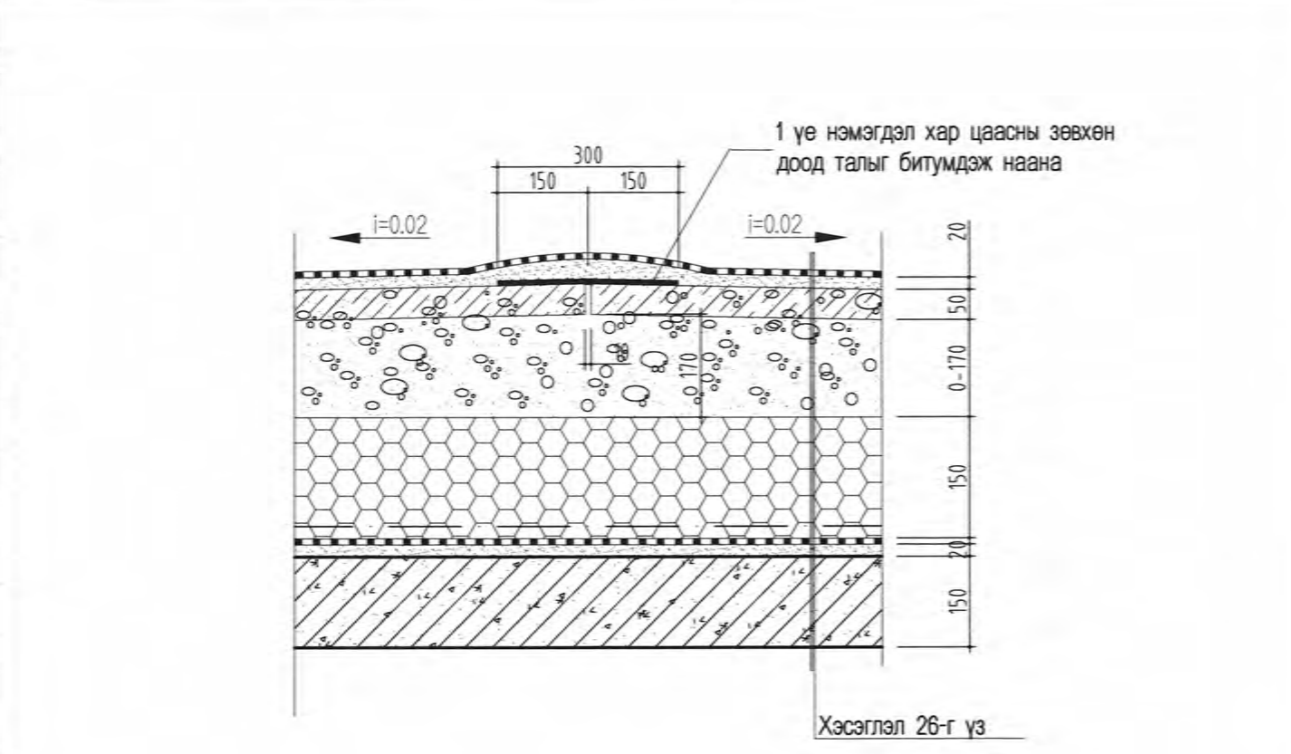 1 үе нэмэгдэл хар цаасны зөвхөн
доод талыг битумдэж наана
300
150 150
i=0.02 i=0.02
20
50
170
0-170
150
20
150
Хэсэглэл 26-г үз